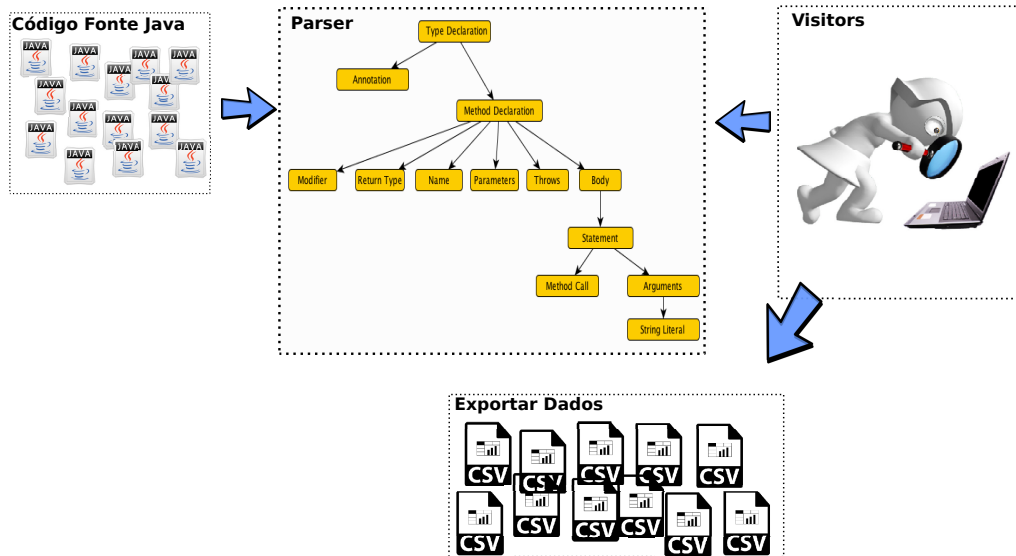 Código Fonte Java
JAVA JAVA JAVA JAVA
JAVA JAVA
JAVA
JAVA
JAVA JAVA
JAVA
JAVA JAVA
JAVA
Parser
Type Declaration
Annotation
Method Declaration
Modifier
Return Type
Name
Parameters
Throws
Body
Statement
Method Call
Arguments
String Literal
Visitors
Exportar Dados
CSV CSV CSV CSV CSV
CSV CSV CSV CSV CSV CSV